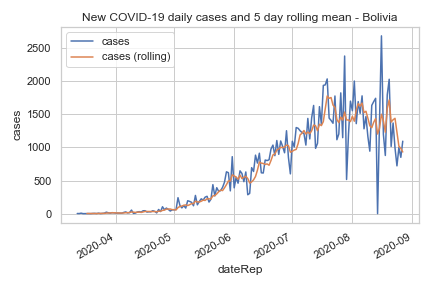 New COVID-19 daily cases and 5 day rolling mean - Bolivia
cases
cases (rolling)
2500
2000
1500
1000
500
0
cases
2020-04
2020-05
2020-06
2020-07
2020-08
2020-09
dateRep